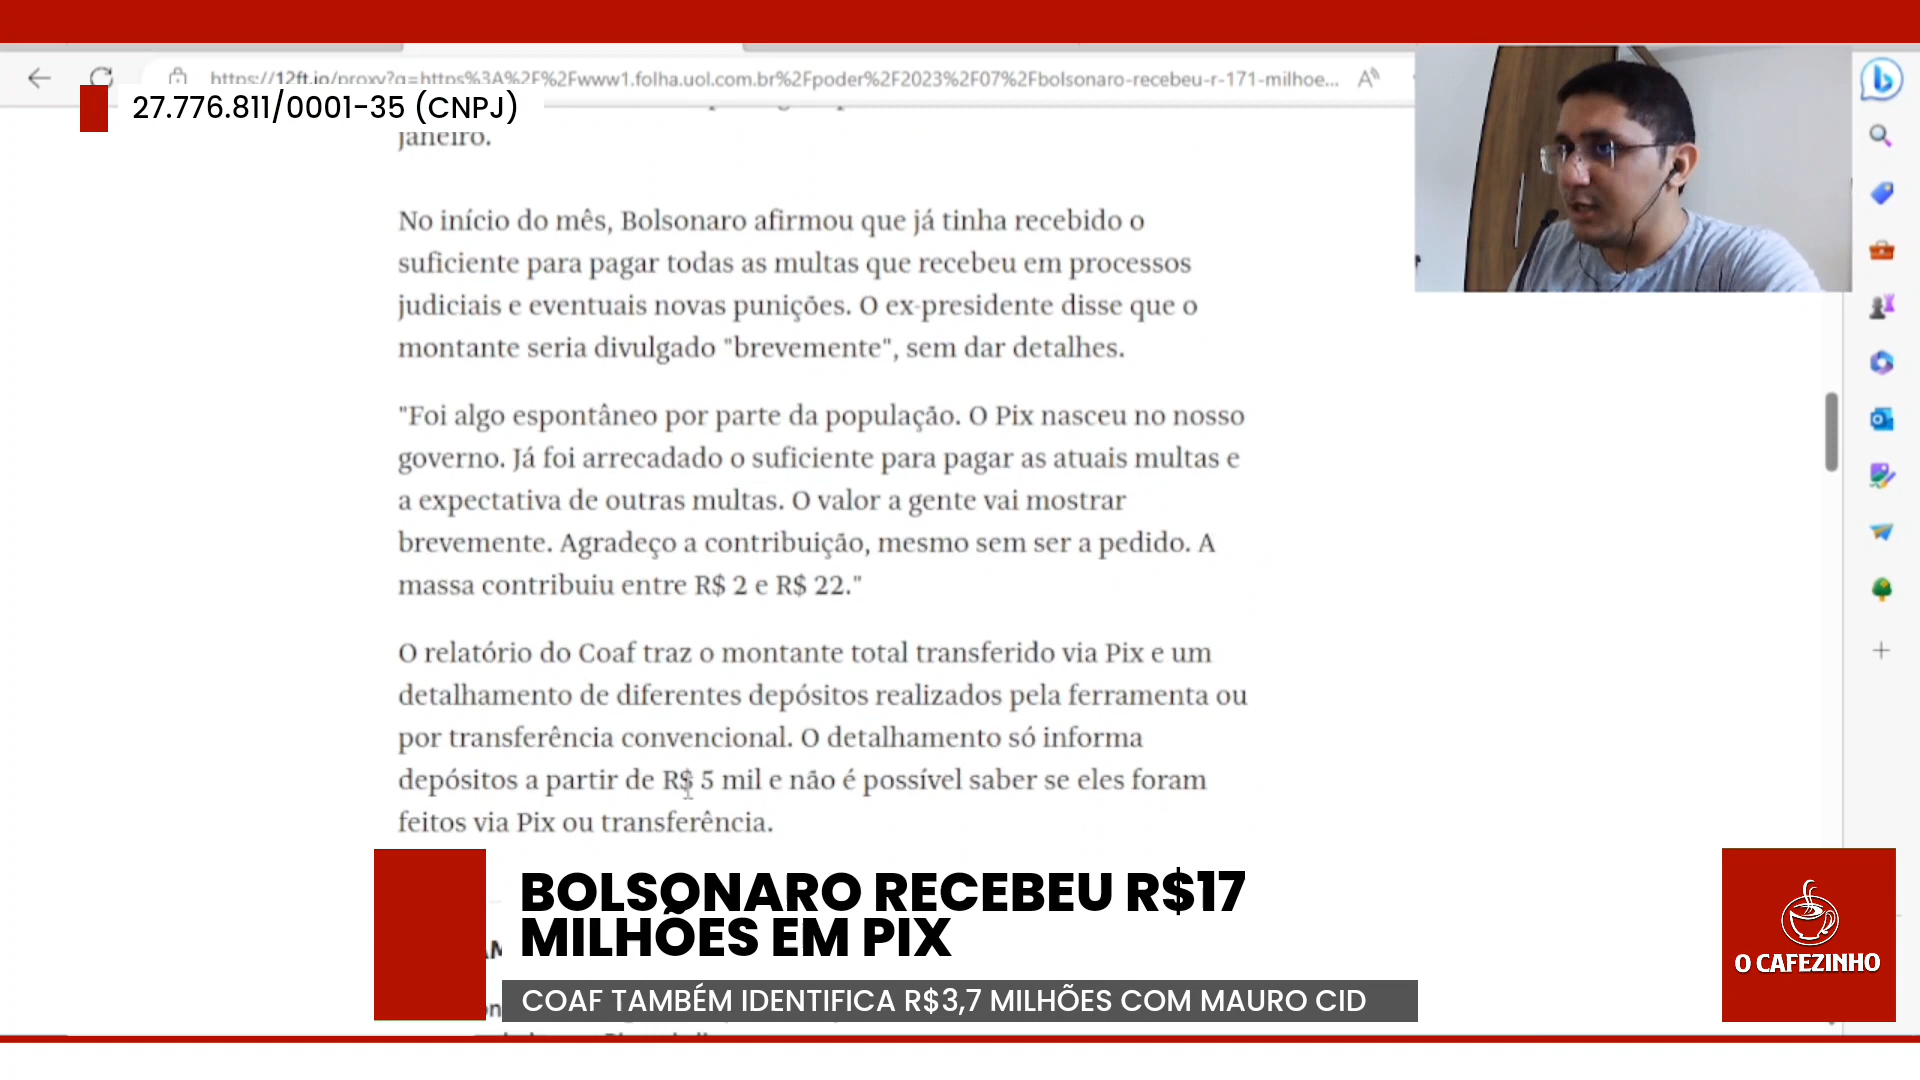 https://12ft.io/proxy?q=https%3A%2F%2Fwww1.folha.uol.com.br%2Fpoder%2F2023%2F07%2Fbolsonaro-recebeu-r-171-milhoe...
27.776.811/0001-35 (CNPJ)
janeiro.
No início do mês, Bolsonaro afirmou que já tinha recebido o
suficiente para pagar todas as multas que recebeu em processos
judiciais e eventuais novas punições. O ex-presidente disse que o
montante seria divulgado "brevemente", sem dar detalhes.
"Foi algo espontâneo por parte da população. O Pix nasceu no nosso
governo. Já foi arrecadado o suficiente para pagar as atuais multas e
a expectativa de outras multas. O valor a gente vai mostrar
brevemente. Agradeço a contribuição, mesmo sem ser a pedido. A
massa contribuiu entre R$ 2 e R$ 22."
O relatório do Coaf traz o montante total transferido via Pix e um
detalhamento de diferentes depósitos realizados pela ferramenta ou
por transferência convencional. O detalhamento só informa
depósitos a partir de R$ 5 mil e não é possível saber se eles foram
feitos via Pix ou transferência.
BOLSONARO RECEBEU R$17
MILHÕES EM PIX
COAF TAMBÉM IDENTIFICA R$3,7 MILHÕES COM MAURO CID
O CAFEZINHO